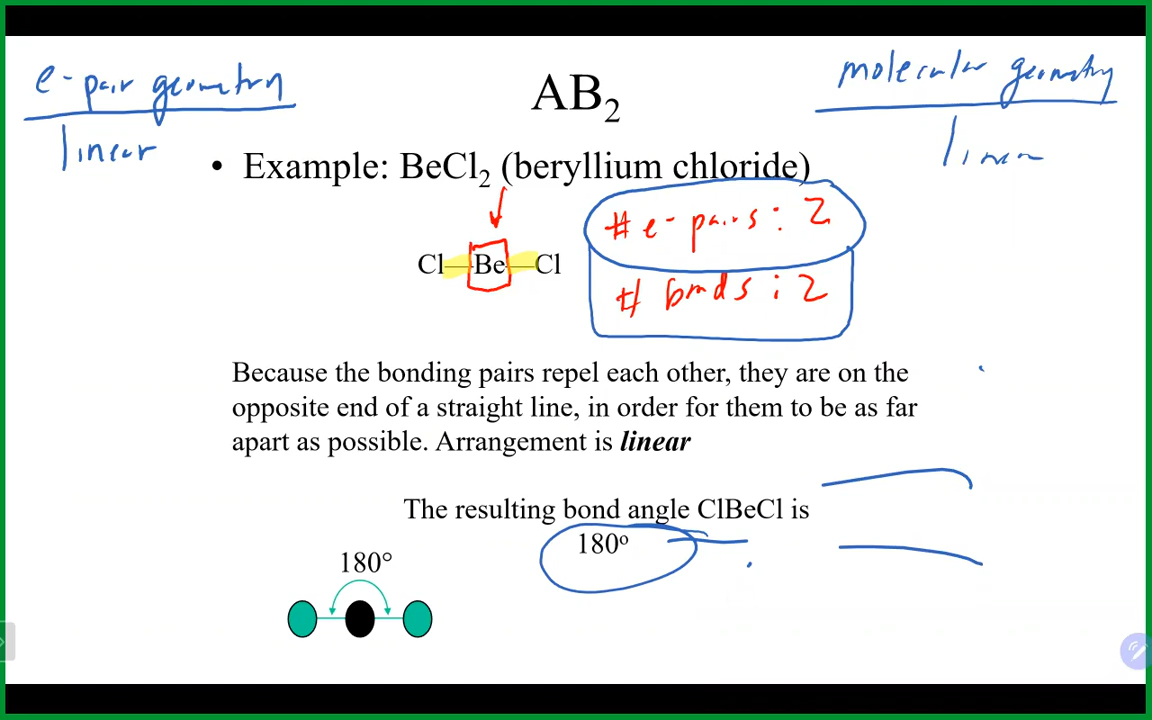 e- pair geometry
linear
AB₂
molecular geometry
linear
• Example: BeCl₂ (beryllium chloride)
Cl—Be—Cl
# e- pairs : 2
# bonds : 2
Because the bonding pairs repel each other, they are on the
opposite end of a straight line, in order for them to be as far
apart as possible. Arrangement is linear
The resulting bond angle ClBeCl is
180°
180°